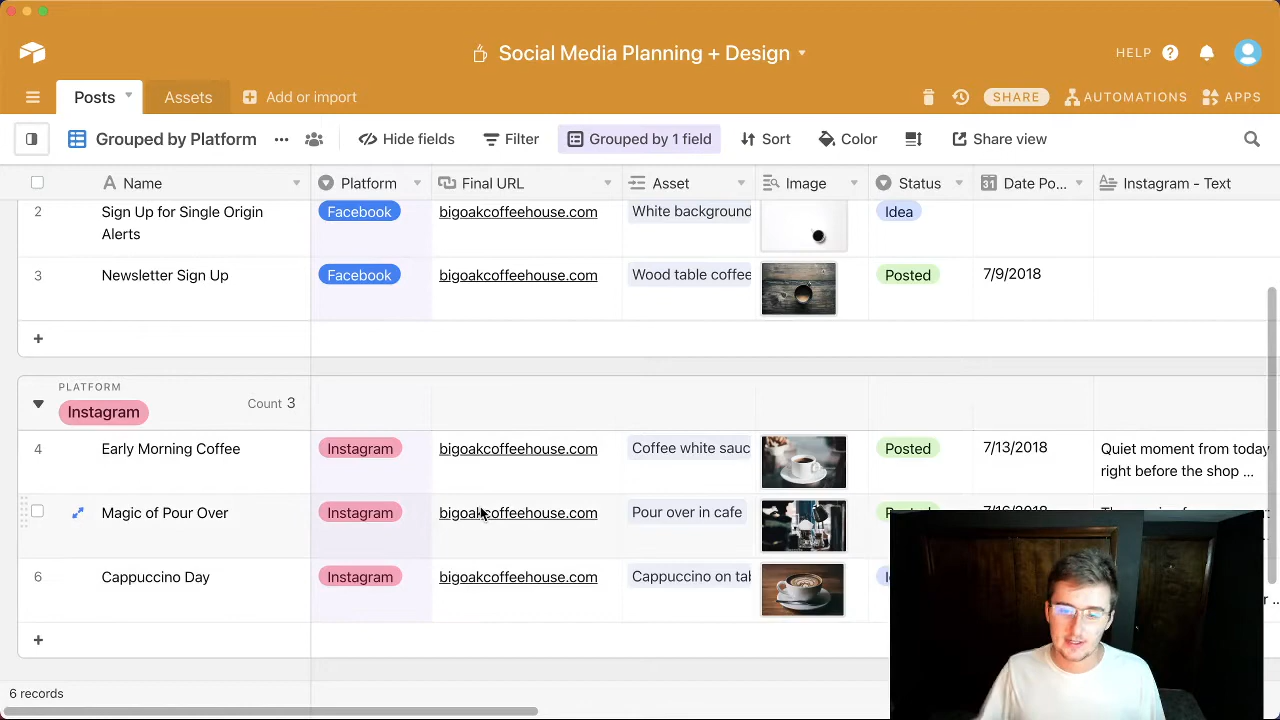 Social Media Planning + Design
HELP
Posts
Assets
Add or import
SHARE
AUTOMATIONS
APPS
Grouped by Platform
Hide fields
Filter
Grouped by 1 field
Sort
Color
Share view
Name
Platform
Final URL
Asset
Image
Status
31
Date Po...
Instagram - Text
2
Sign Up for Single Origin
Alerts
Facebook
bigoakcoffeehouse.com
White background
Idea
3
Newsletter Sign Up
Facebook
bigoakcoffeehouse.com
Wood table coffee
Posted
7/9/2018
+
PLATFORM
Instagram
Count 3
4
Early Morning Coffee
Instagram
bigoakcoffeehouse.com
Coffee white sauc
Posted
7/13/2018
Quiet moment from today
right before the shop ...
Magic of Pour Over
Instagram
bigoakcoffeehouse.com
Pour over in cafe
6
Cappuccino Day
Instagram
bigoakcoffeehouse.com
Cappuccino on tab
+
6 records